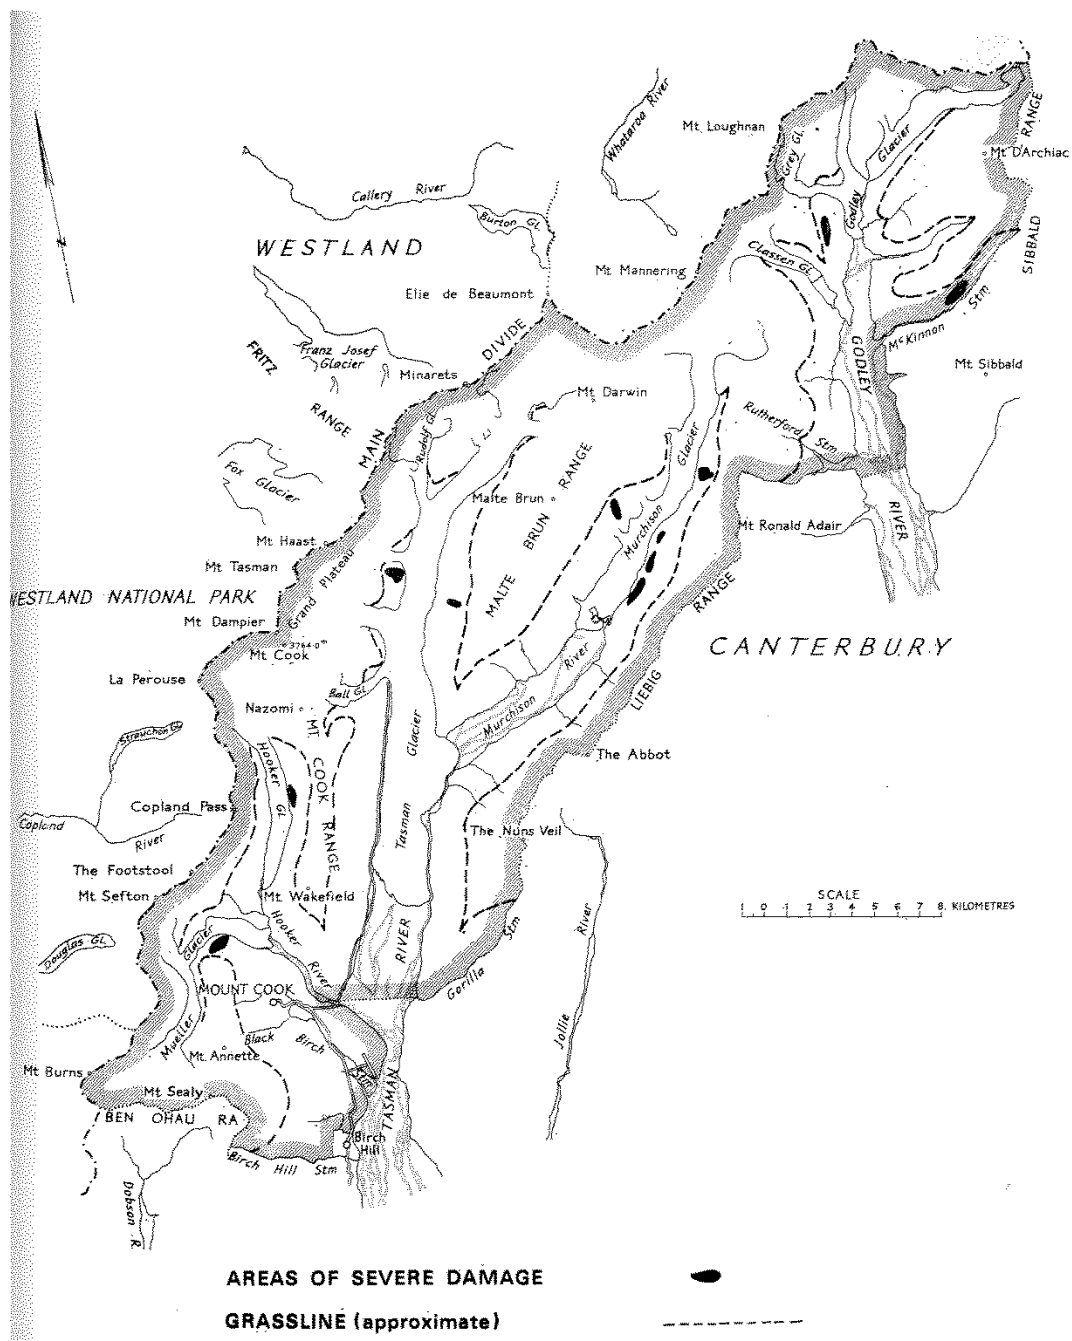 Whataroa River
Mt. Loughnan
Grey Gl.
Glacier
RANGE
Mt D'Archiac
Callery River
Burton Gl.
WESTLAND
Godley
SIBBALD
Classen Gl.
Mt Mannering
Elie de Beaumont
McKinnon Stm
DIVIDE
GODLEY
Mt Sibbald
FRITZ
Franz Josef
Glacier
Minarets
Mt Darwin
RANGE
MAIN
Rudolf Gl.
Rutherford Stm
Glacier
Fox Glacier
Malte Brun
RANGE
BRUN
MALTE
Murchison
Mt Ronald Adair
RIVER
Mt Haast
Mt Tasman
Grand Plateau
WESTLAND NATIONAL PARK
Mt Dampier
RANGE
3764·0m
Mt Cook
CANTERBURY
La Perouse
Ball Gl.
River
Murchison
LIEBIG
Nazomi
MT. COOK RANGE
Glacier
Strauchon Gl.
Hooker Gl.
The Abbot
Copland Pass
Copland River
Tasman
The Nuns Veil
The Footstool
Mt Sefton
Mt Wakefield
SCALE
1 0 1 2 3 4 5 6 7 8. KILOMETRES
Hooker River
RIVER
Stm
Gorilla
River
Jollie
Douglas GL
Glacier
MOUNT COOK
Mueller
Black Birch
Stm
Mt. Annette
Mt Burns
Mt Sealy
TASMAN
BEN OHAU RA
Birch
Hill
Birch Hill Stm
Dobson R.
AREAS OF SEVERE DAMAGE
GRASSLINE (approximate)